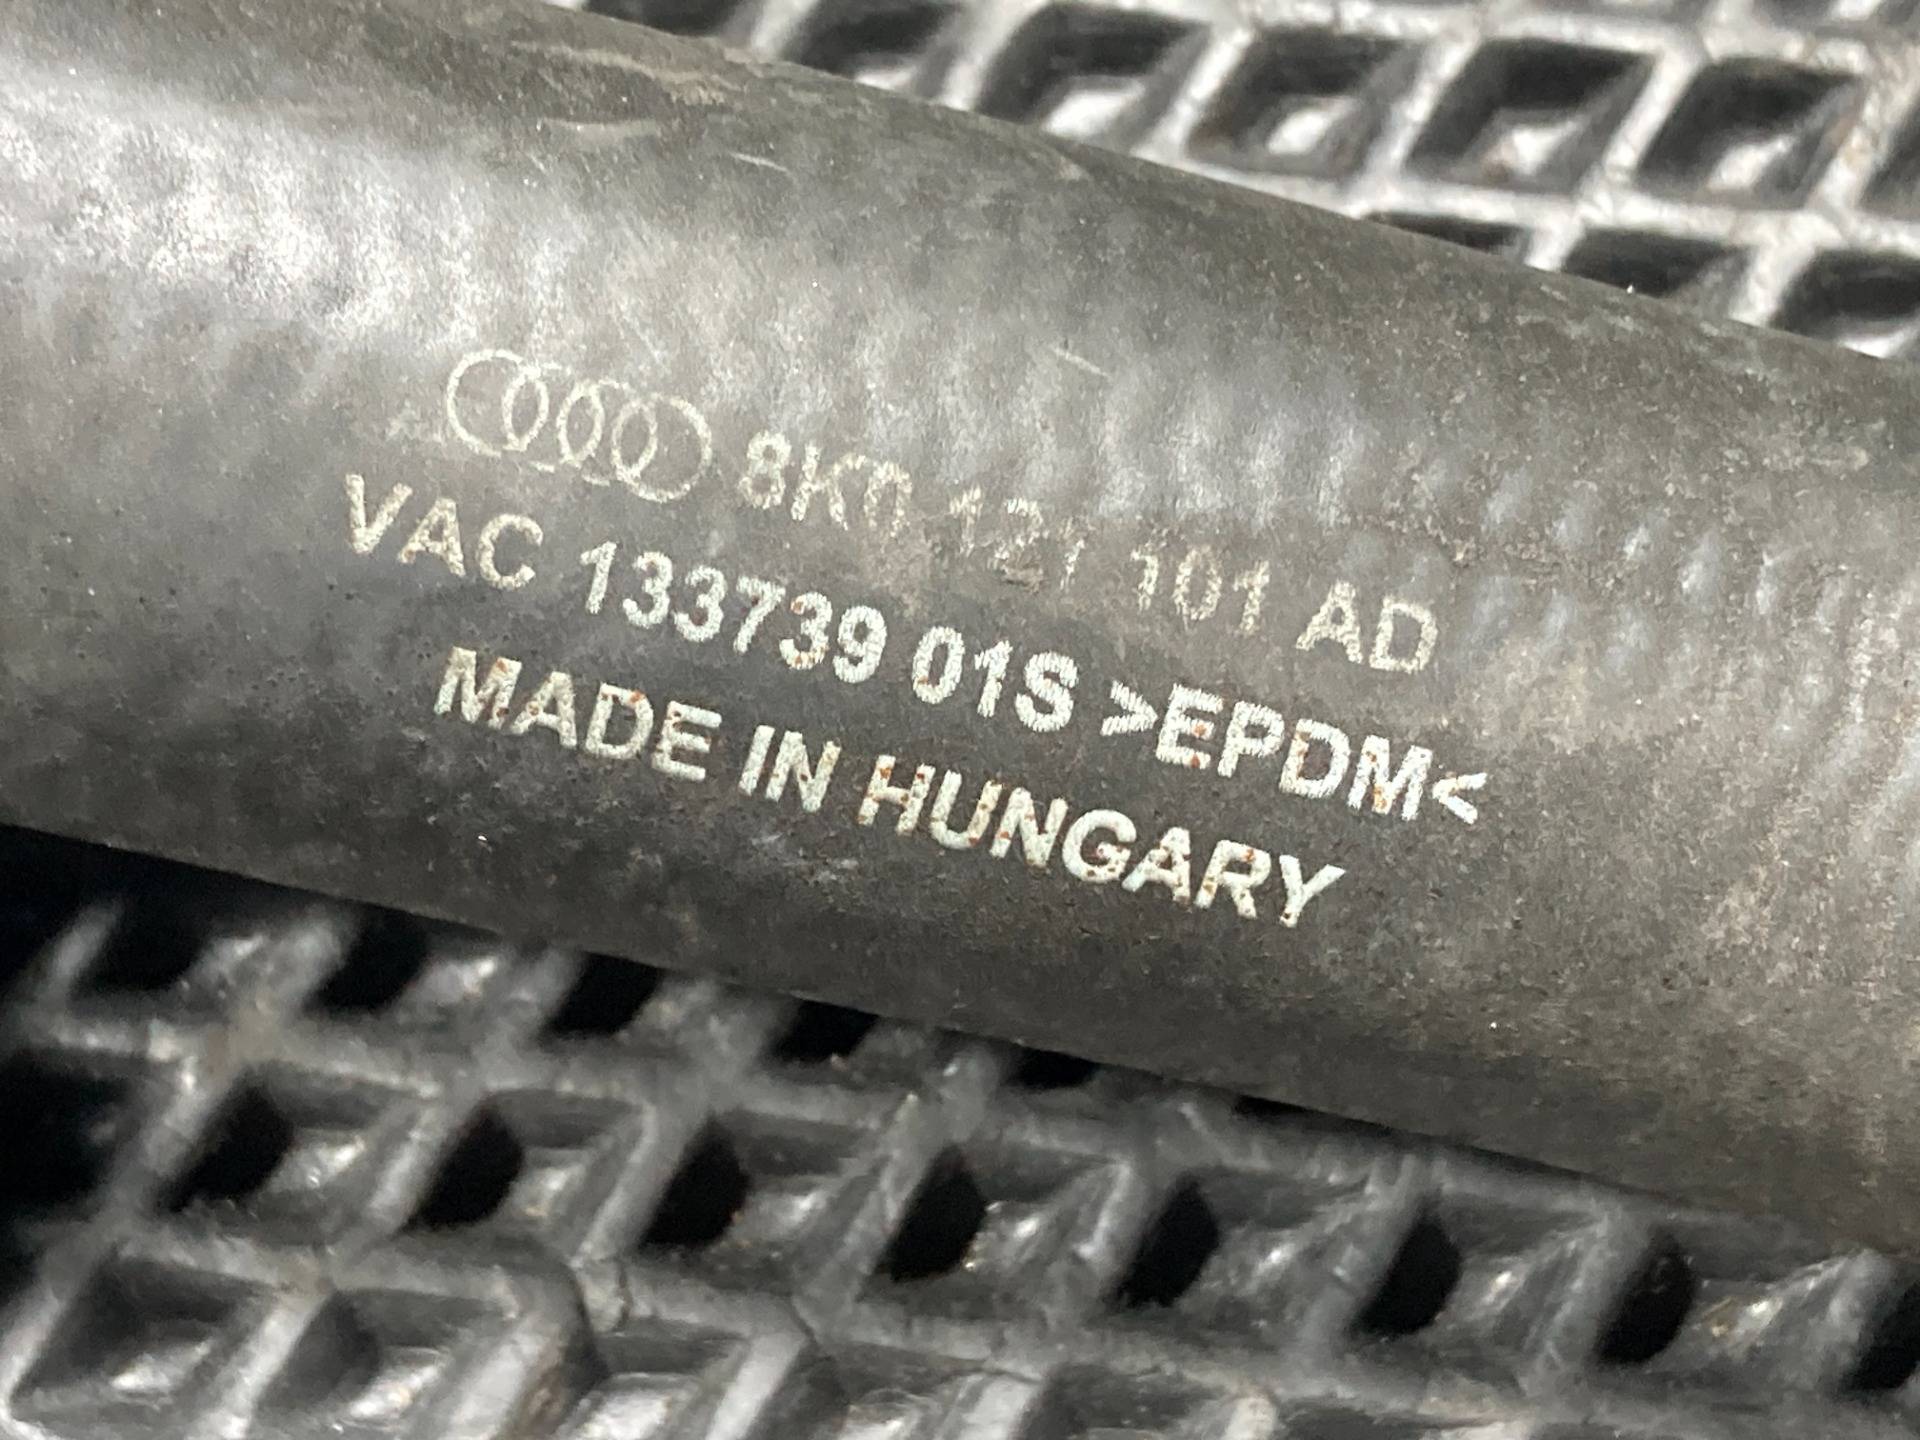 8K0 121 101 AD
VAC 133739 01S >EPDM<
MADE IN HUNGARY